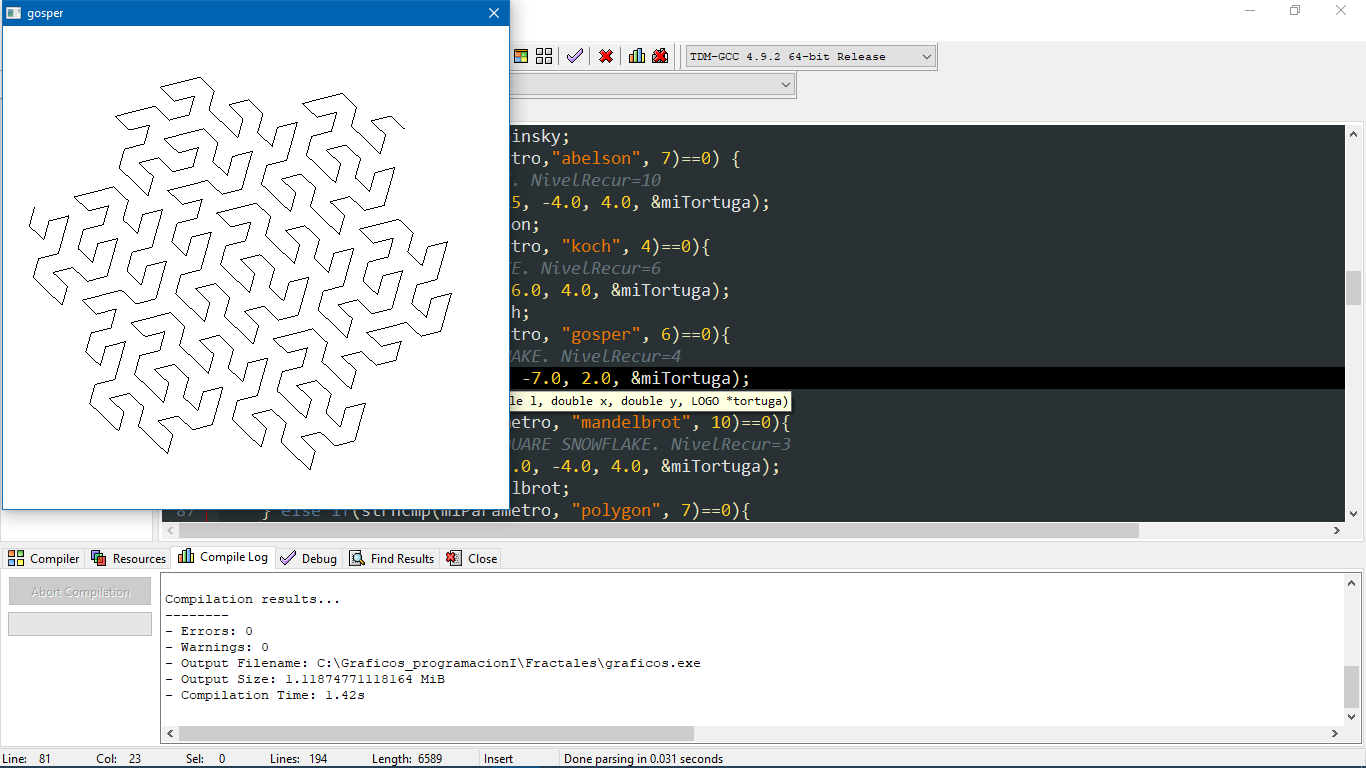 gosper
TDM-GCC 4.9.2 64-bit Release
insky;
tro,"abelson", 7)==0) {
. NivelRecur=10
5, -4.0, 4.0, &miTortuga);
on;
tro, "koch", 4)==0){
E. NivelRecur=6
6.0, 4.0, &miTortuga);
h;
tro, "gosper", 6)==0){
AKE. NivelRecur=4
-7.0, 2.0, &miTortuga);
le l, double x, double y, LOGO *tortuga)
metro, "mandelbrot", 10)==0){
UARE SNOWFLAKE. NivelRecur=3
.0, -4.0, 4.0, &miTortuga);
lbrot;
87 } else if(strncmp(miParametro, "polygon", 7)==0){
Compiler Resources Compile Log Debug Find Results Close
Abort Compilation
Compilation results...
--------
- Errors: 0
- Warnings: 0
- Output Filename: C:\Graficos_programacionI\Fractales\graficos.exe
- Output Size: 1.11874771118164 MiB
- Compilation Time: 1.42s
Line: 81 Col: 23 Sel: 0 Lines: 194 Length: 6589 Insert Done parsing in 0.031 seconds